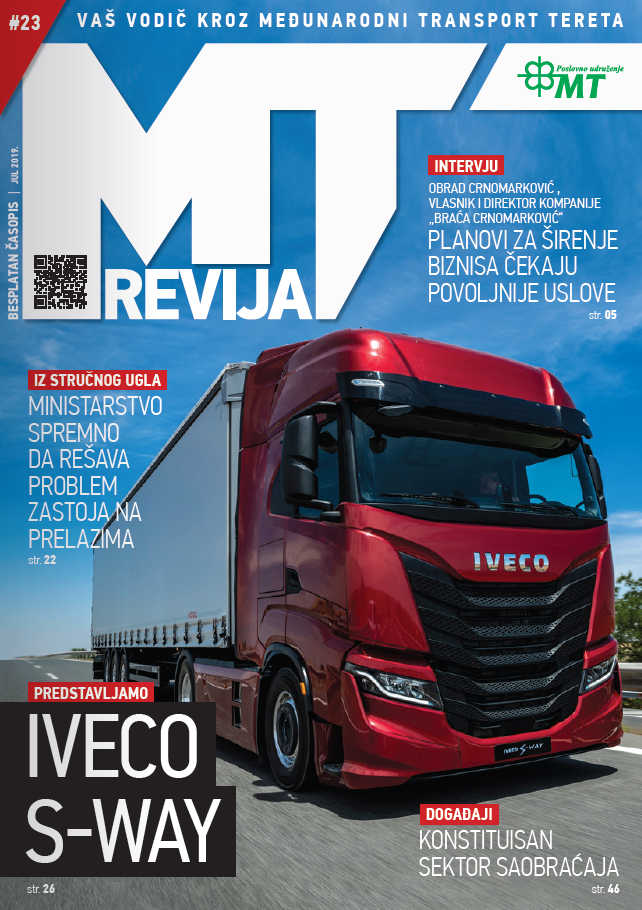 #23
VAŠ VODIČ KROZ MEĐUNARODNI TRANSPORT TERETA
Poslovno udruženje
MT
MT
REVIJA
BESPLATAN ČASOPIS | JUL 2019.
INTERVJU
OBRAD CRNOMARKOVIĆ ,
VLASNIK I DIREKTOR KOMPANIJE
„BRAĆA CRNOMARKOVIĆ“
PLANOVI ZA ŠIRENJE
BIZNISA ČEKAJU
POVOLJNIJE USLOVE
str. 05
IZ STRUČNOG UGLA
MINISTARSTVO
SPREMNO
DA REŠAVA
PROBLEM
ZASTOJA NA
PRELAZIMA
str. 22
IVECO
IVECO S-WAY
PREDSTAVLJAMO
IVECO
S-WAY
str. 26
DOGAĐAJI
KONSTITUISAN
SEKTOR SAOBRAĆAJA
str. 46